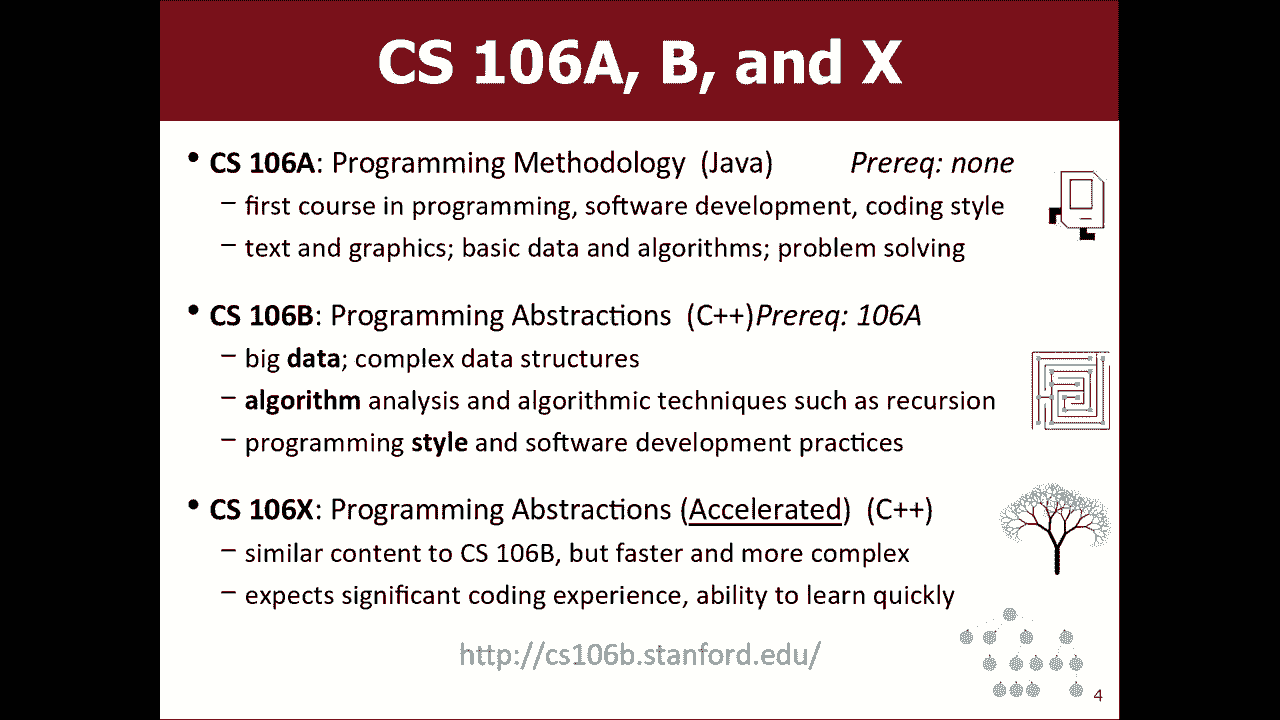 CS 106A, B, and X
• CS 106A: Programming Methodology (Java) Prereq: none
– first course in programming, software development, coding style
– text and graphics; basic data and algorithms; problem solving
• CS 106B: Programming Abstractions (C++)Prereq: 106A
– big data; complex data structures
– algorithm analysis and algorithmic techniques such as recursion
– programming style and software development practices
• CS 106X: Programming Abstractions (Accelerated) (C++)
– similar content to CS 106B, but faster and more complex
– expects significant coding experience, ability to learn quickly
http://cs106b.stanford.edu/
4